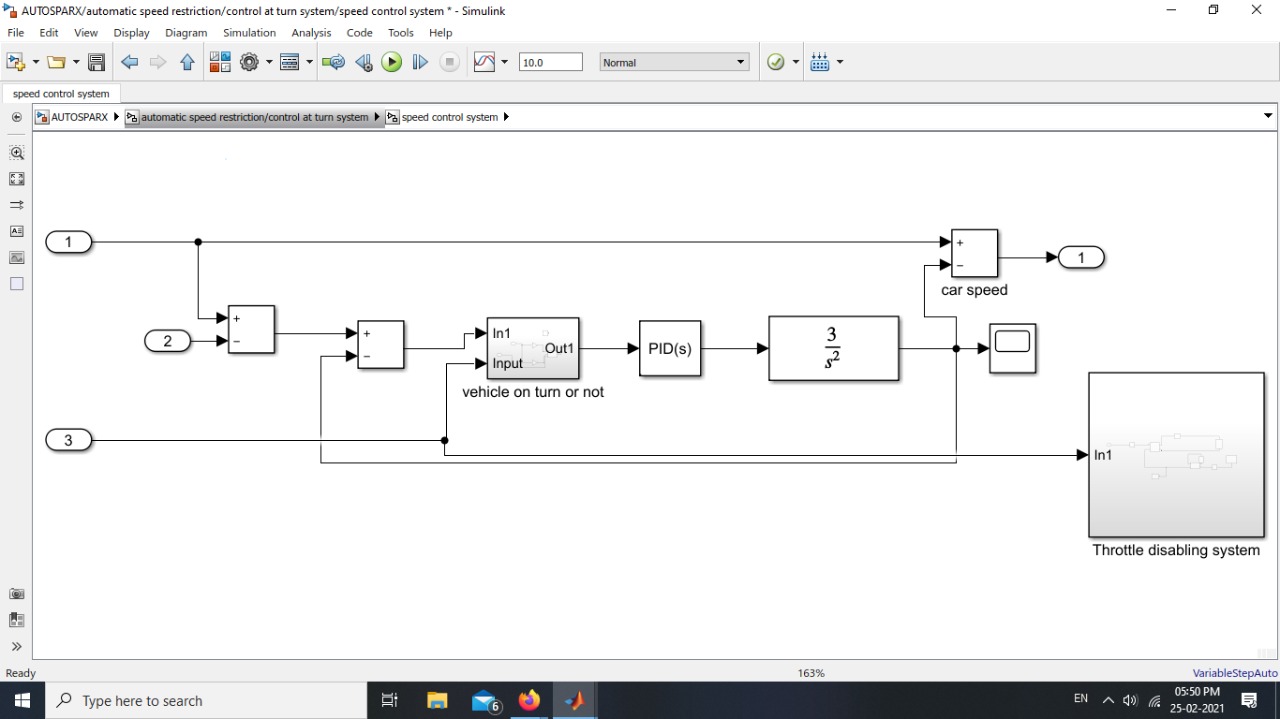 AUTOSPARX/automatic speed restriction/control at turn system/speed control system * - Simulink
File Edit View Display Diagram Simulation Analysis Code Tools Help
10.0 Normal
speed control system
AUTOSPARX automatic speed restriction/control at turn system speed control system
1
+
−
1
car speed
2
+
−
+
−
In1
Input
Out1
vehicle on turn or not
PID(s)
3
s²
3
In1
Throttle disabling system
Ready 163% VariableStepAuto
Type here to search
6
EN
05:50 PM
25-02-2021